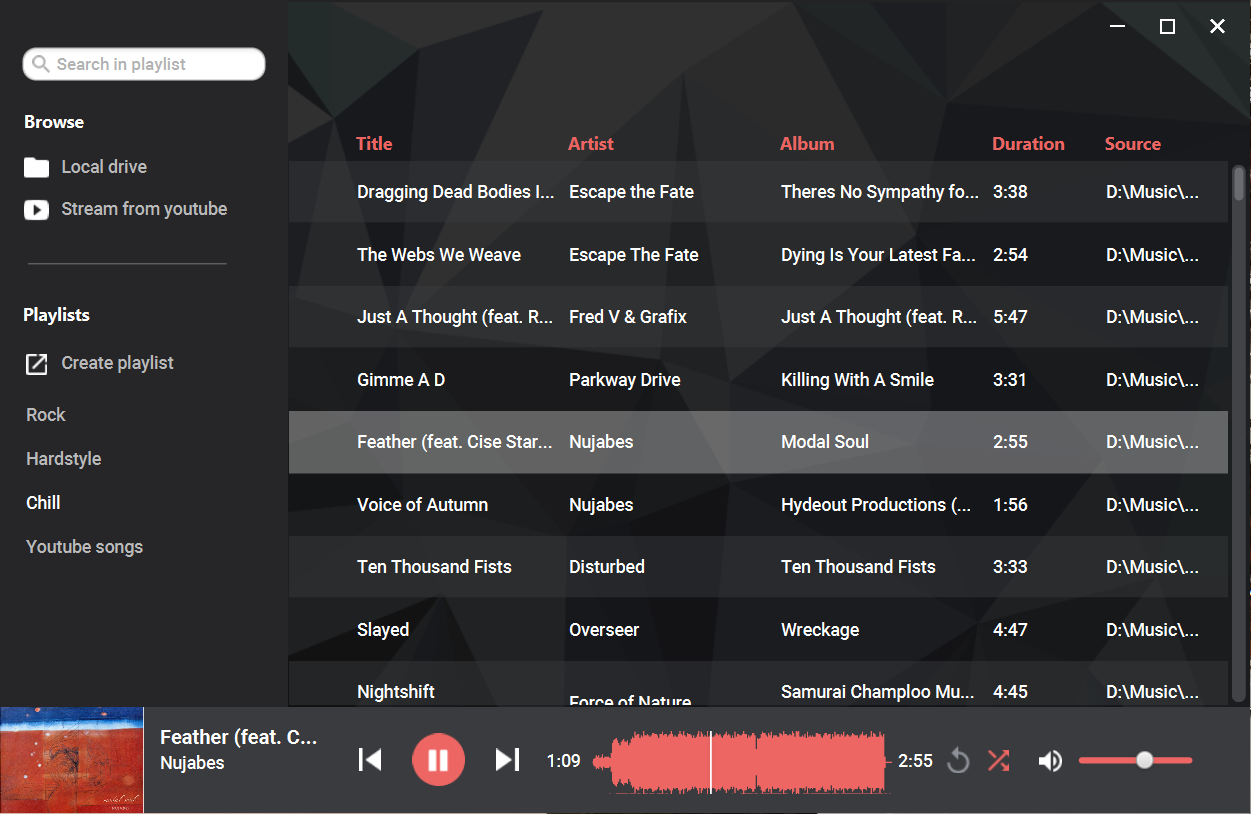 Search in playlist
Browse
Local drive
Stream from youtube
Playlists
Create playlist
Rock
Hardstyle
Chill
Youtube songs
Title Artist Album Duration Source
Dragging Dead Bodies I... Escape the Fate Theres No Sympathy fo... 3:38 D:\Music\...
The Webs We Weave Escape The Fate Dying Is Your Latest Fa... 2:54 D:\Music\...
Just A Thought (feat. R... Fred V & Grafix Just A Thought (feat. R... 5:47 D:\Music\...
Gimme A D Parkway Drive Killing With A Smile 3:31 D:\Music\...
Feather (feat. Cise Star... Nujabes Modal Soul 2:55 D:\Music\...
Voice of Autumn Nujabes Hydeout Productions (... 1:56 D:\Music\...
Ten Thousand Fists Disturbed Ten Thousand Fists 3:33 D:\Music\...
Slayed Overseer Wreckage 4:47 D:\Music\...
Nightshift Force of Nature Samurai Champloo Mu... 4:45 D:\Music\...
Feather (feat. C...
Nujabes
1:09 2:55